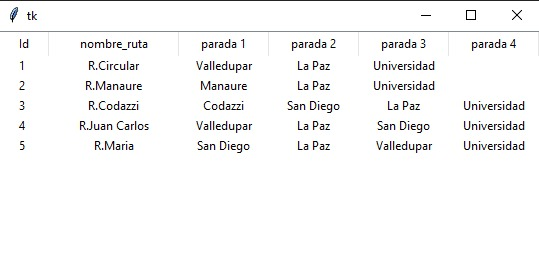 tk
Id nombre_ruta parada 1 parada 2 parada 3 parada 4
1 R.Circular Valledupar La Paz Universidad
2 R.Manaure Manaure La Paz Universidad
3 R.Codazzi Codazzi San Diego La Paz Universidad
4 R.Juan Carlos Valledupar La Paz San Diego Universidad
5 R.Maria San Diego La Paz Valledupar Universidad